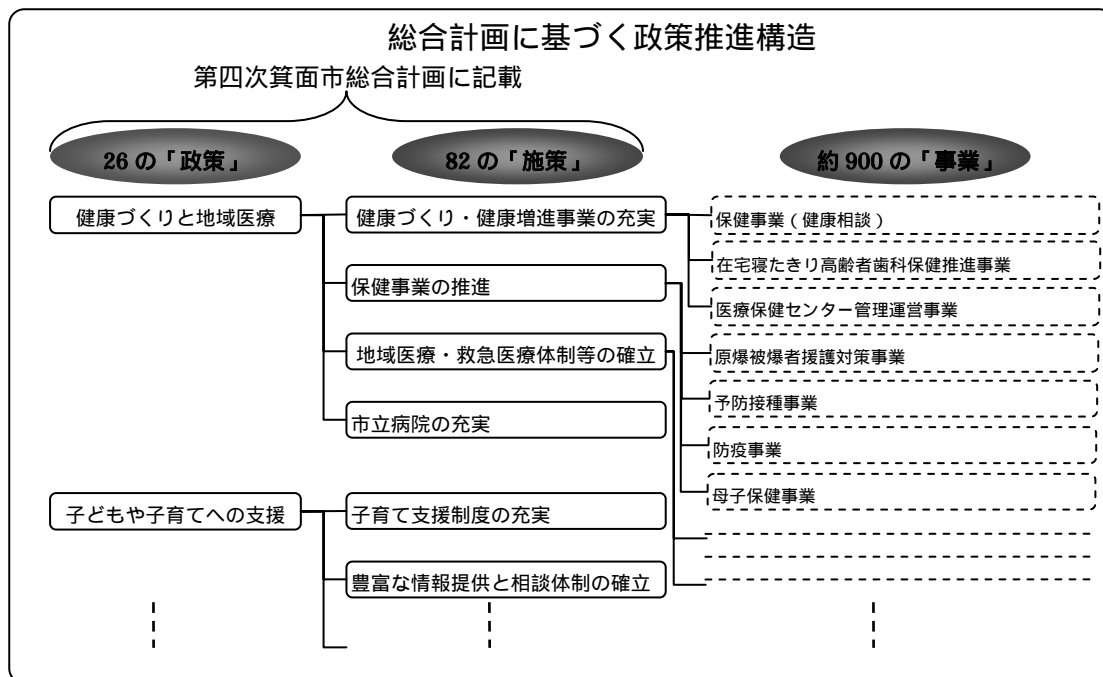 総合計画に基づく政策推進構造
第四次箕面市総合計画に記載
26 の「政策」
82 の「施策」
約 900 の「事業」
健康づくりと地域医療
健康づくり・健康増進事業の充実
保健事業の推進
地域医療・救急医療体制等の確立
市立病院の充実
保健事業（健康相談）
在宅寝たきり高齢者歯科保健推進事業
医療保健センター管理運営事業
原爆被爆者援護対策事業
予防接種事業
防疫事業
母子保健事業
子どもや子育てへの支援
子育て支援制度の充実
豊富な情報提供と相談体制の確立